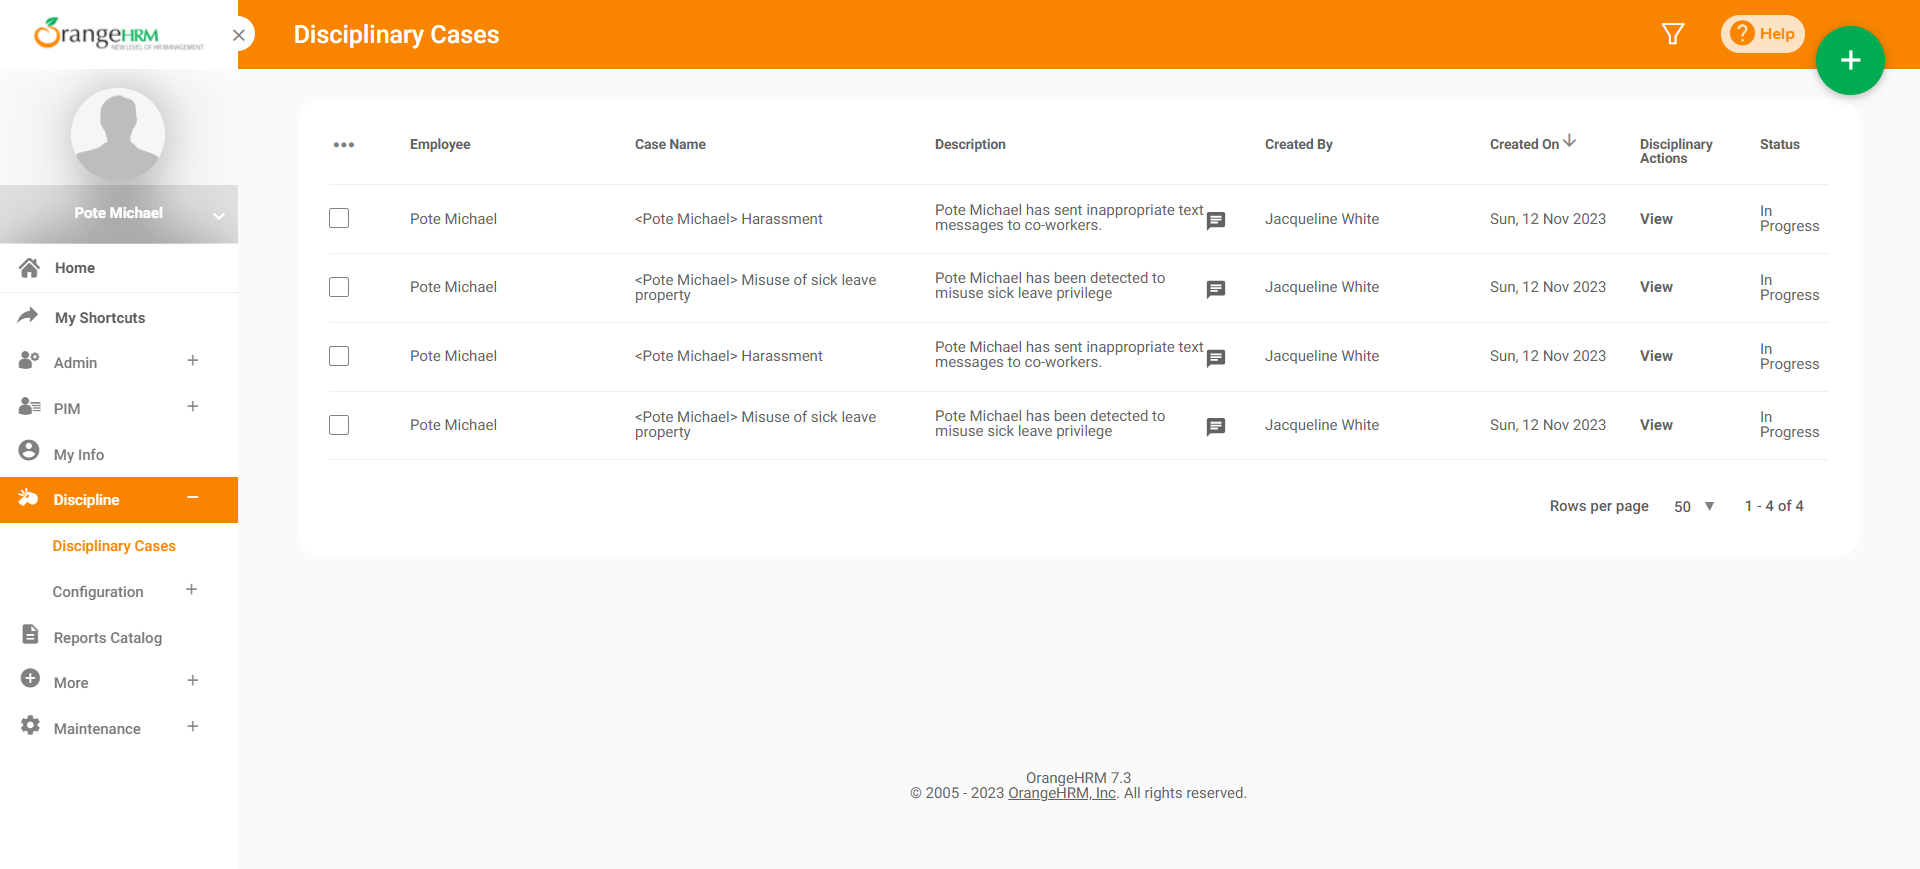 OrangeHRM
NEW LEVEL OF HR MANAGEMENT
Disciplinary Cases
? Help
Pote Michael
Home
My Shortcuts
Admin
PIM
My Info
Discipline
Disciplinary Cases
Configuration
Reports Catalog
More
Maintenance
Employee Case Name Description Created By Created On Disciplinary Actions Status
Pote Michael <Pote Michael> Harassment Pote Michael has sent inappropriate text messages to co-workers. Jacqueline White Sun, 12 Nov 2023 View In Progress
Pote Michael <Pote Michael> Misuse of sick leave property Pote Michael has been detected to misuse sick leave privilege Jacqueline White Sun, 12 Nov 2023 View In Progress
Pote Michael <Pote Michael> Harassment Pote Michael has sent inappropriate text messages to co-workers. Jacqueline White Sun, 12 Nov 2023 View In Progress
Pote Michael <Pote Michael> Misuse of sick leave property Pote Michael has been detected to misuse sick leave privilege Jacqueline White Sun, 12 Nov 2023 View In Progress
Rows per page 50 1 - 4 of 4
OrangeHRM 7.3
© 2005 - 2023 OrangeHRM, Inc. All rights reserved.